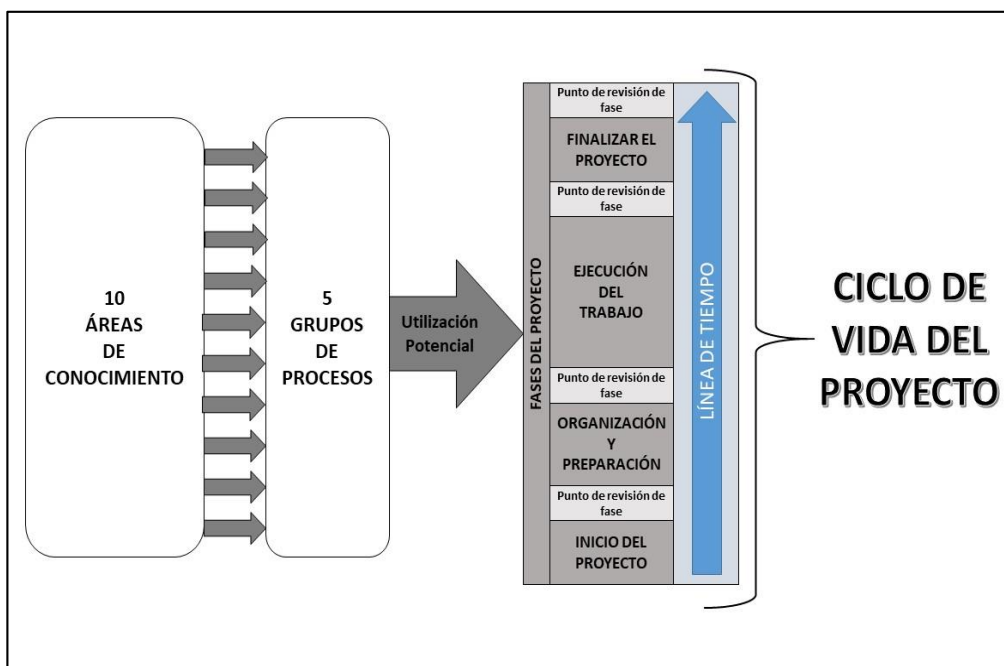 10
ÁREAS
DE
CONOCIMIENTO
5
GRUPOS
DE
PROCESOS
Utilización
Potencial
FASES DEL PROYECTO
Punto de revisión de
fase
FINALIZAR EL
PROYECTO
Punto de revisión de
fase
EJECUCIÓN
DEL
TRABAJO
Punto de revisión de
fase
ORGANIZACIÓN
Y
PREPARACIÓN
Punto de revisión de
fase
INICIO DEL
PROYECTO
LÍNEA DE TIEMPO
CICLO DE
VIDA DEL
PROYECTO